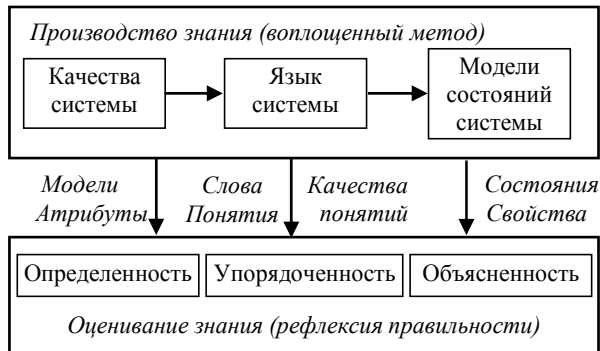 Производство знания (воплощенный метод)
Качества
системы
Язык
системы
Модели
состояний
системы
Модели
Атрибуты
Слова
Понятия
Качества
понятий
Состояния
Свойства
Определенность
Упорядоченность
Объясненность
Оценивание знания (рефлексия правильности)